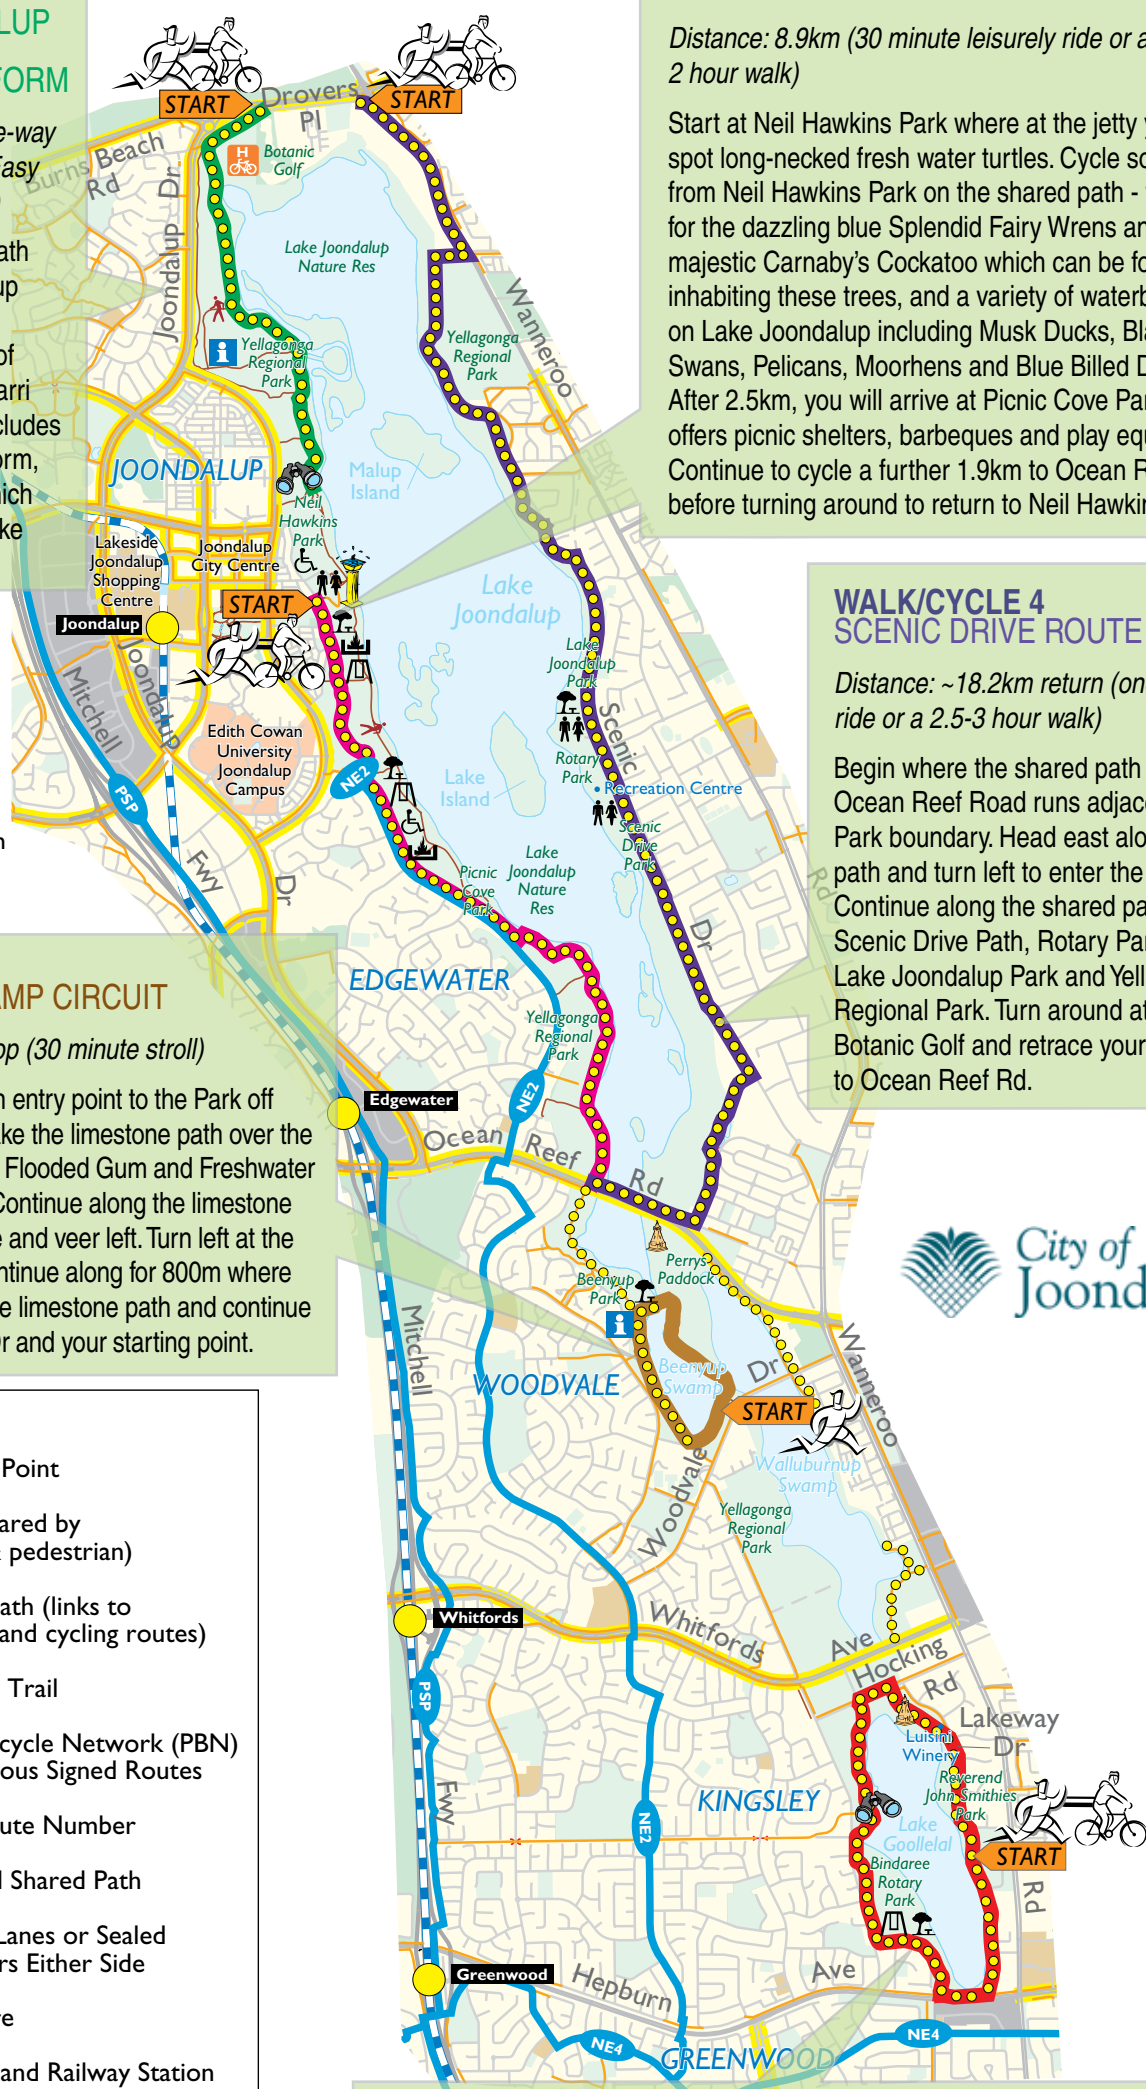 LUP
FORM
e-way
Easy
ath
up
of
arri
cludes
orm,
hich
ke
START
START
Drovers
Pl
Burns Beach
Rd
Joondalup Dr
H
Botanic
Golf
Lake Joondalup
Nature Res
Wanneroo
i
Yellagonga
Regional
Park
Yellagonga
Regional
Park
JOONDALUP
Malup
Island
Neil
Hawkins
Park
Lakeside
Joondalup
Shopping
Centre
Joondalup
City Centre
Joondalup
START
Lake
Joondalup
Joondalup
Mitchell
Edith Cowan
University
Joondalup
Campus
Lake
Joondalup
Park
Scenic
Rotary
Park
Recreation Centre
Scenic
Drive
Park
NE2
PSP
Lake
Island
Fwy
Dr
Picnic
Cove
Park
Lake
Joondalup
Nature
Res
Rd
Dr
Distance: 8.9km (30 minute leisurely ride or a
2 hour walk)
Start at Neil Hawkins Park where at the jetty
spot long-necked fresh water turtles. Cycle so
from Neil Hawkins Park on the shared path -
for the dazzling blue Splendid Fairy Wrens an
majestic Carnaby's Cockatoo which can be fo
inhabiting these trees, and a variety of waterb
on Lake Joondalup including Musk Ducks, Bla
Swans, Pelicans, Moorhens and Blue Billed D
After 2.5km, you will arrive at Picnic Cove Par
offers picnic shelters, barbeques and play equ
Continue to cycle a further 1.9km to Ocean R
before turning around to return to Neil Hawkin
WALK/CYCLE 4
SCENIC DRIVE ROUTE
Distance: ~18.2km return (on
ride or a 2.5-3 hour walk)
Begin where the shared path
Ocean Reef Road runs adjace
Park boundary. Head east alo
path and turn left to enter the
Continue along the shared pa
Scenic Drive Path, Rotary Par
Lake Joondalup Park and Yell
Regional Park. Turn around at
Botanic Golf and retrace your
to Ocean Reef Rd.
n
AMP CIRCUIT
op (30 minute stroll)
n entry point to the Park off
ake the limestone path over the
Flooded Gum and Freshwater
Continue along the limestone
e and veer left. Turn left at the
ntinue along for 800m where
e limestone path and continue
Dr and your starting point.
EDGEWATER
Yellagonga
Regional
Park
Edgewater
NE2
Ocean Reef
Rd
Perrys
Paddock
Beenyup
Park
i
Beenyup
Swamp
Dr
Wanneroo
START
Mitchell
WOODVALE
Woodvale
Walluburnup
Swamp
Yellagonga
Regional
Park
City of
Joond
Point
ared by
pedestrian)
ath (links to
and cycling routes)
Trail
cycle Network (PBN)
ous Signed Routes
ute Number
Shared Path
Lanes or Sealed
rs Either Side
e
and Railway Station
Whitfords
Whitfords
Ave
Hocking
Rd
Lakeway
Dr
PSP
Luisini
Winery
Reverend
John Smithies
Park
Fwy
KINGSLEY
NE2
Lake
Goollelal
START
Bindaree
Rotary
Park
Rd
Greenwood
Hepburn
Ave
NE4
NE4
GREENWOOD